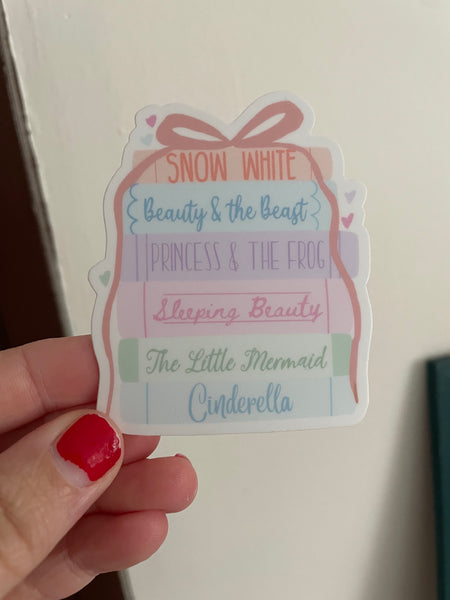 SNOW WHITE
Beauty & the Beast
PRINCESS & THE FROG
Sleeping Beauty
The Little Mermaid
Cinderella